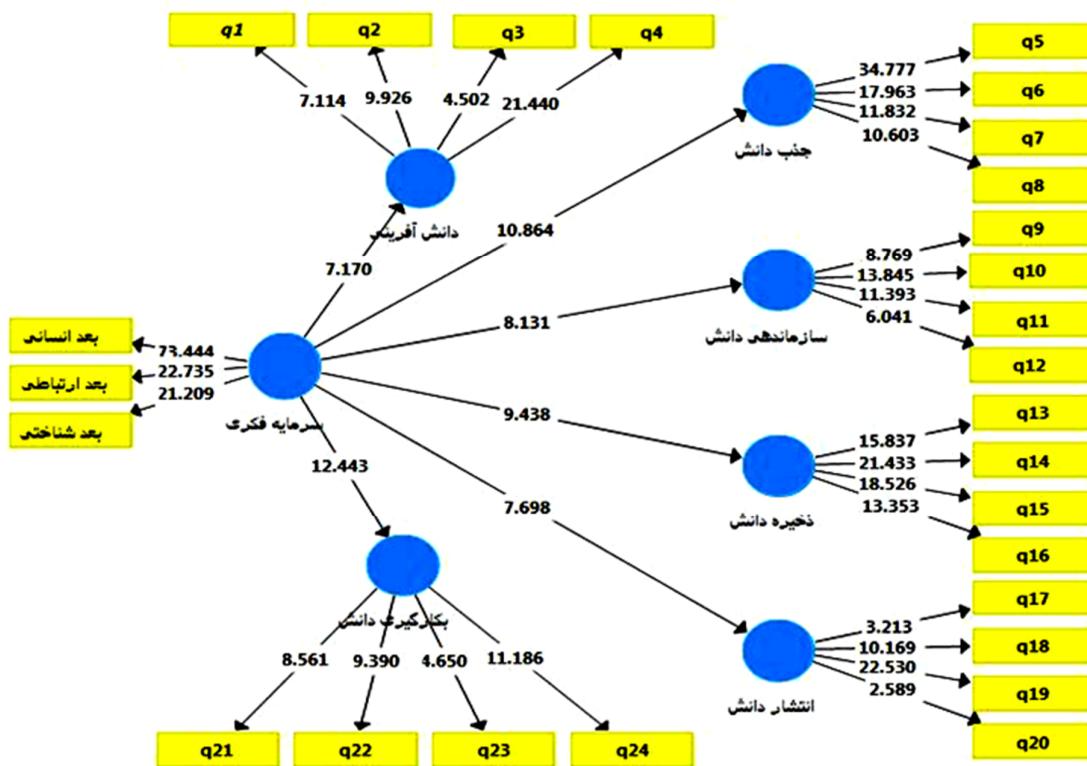 q1
q2
q3
q4
7.114
9.926
4.502
21.440
دانش آفرینی
7.170
q5
q6
q7
q8
34.777
17.963
11.832
10.603
جذب دانش
10.864
q9
q10
q11
q12
8.769
13.845
11.393
6.041
سازماندهی دانش
8.131
بعد انسانی
بعد ارتباطی
بعد شناختی
73.444
22.735
21.209
سرمایه فکری
9.438
q13
q14
q15
q16
15.837
21.433
18.526
13.353
ذخیره دانش
12.443
7.698
q17
q18
q19
q20
3.213
10.169
22.530
2.589
انتشار دانش
بکارگیری دانش
8.561
9.390
4.650
11.186
q21
q22
q23
q24